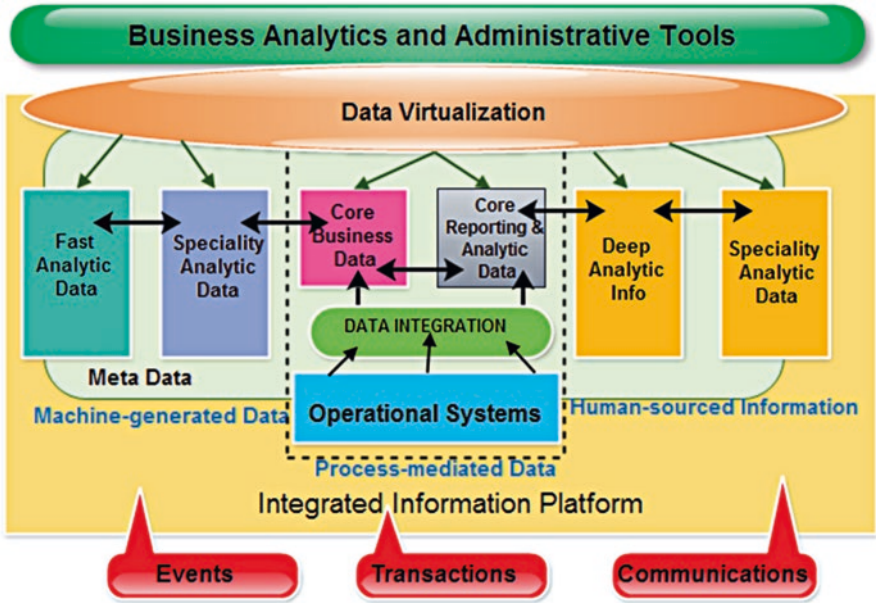 Business Analytics and Administrative Tools
Data Virtualization
Fast
Analytic
Data
Speciality
Analytic
Data
Core
Business
Data
Core
Reporting &
Analytic
Data
Deep
Analytic
Info
Speciality
Analytic
Data
DATA INTEGRATION
Meta Data
Operational Systems
Machine-generated Data
Human-sourced Information
Process-mediated Data
Integrated Information Platform
Events
Transactions
Communications